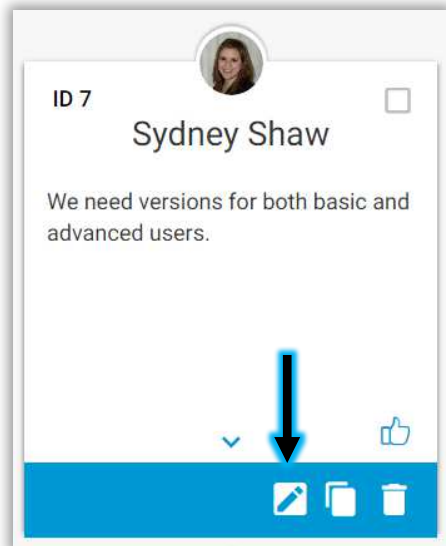 ID 7
Sydney Shaw
We need versions for both basic and
advanced users.